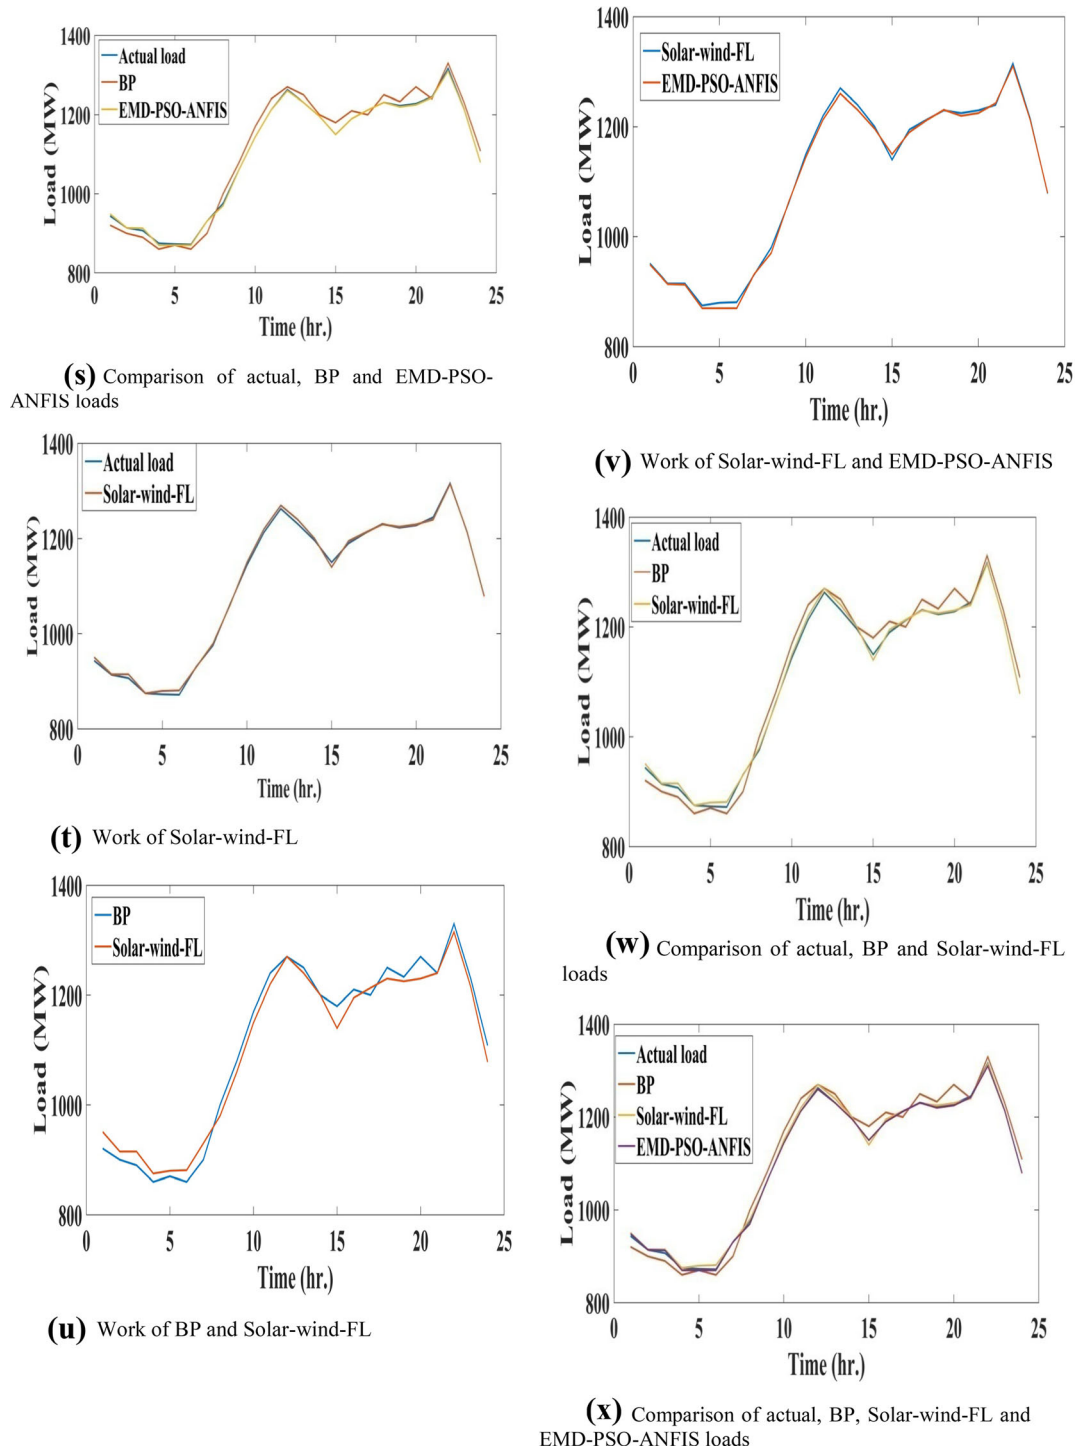 1400
1200
1000
800
0
5
10
15
20
25
Load (MW)
Time (hr.)
Actual load
BP
EMD-PSO-ANFIS
(s) Comparison of actual, BP and EMD-PSO-
ANFIS loads
1400
1200
1000
800
0
5
10
15
20
25
Load (MW)
Time (hr.)
Actual load
Solar-wind-FL
(t) Work of Solar-wind-FL
1400
1200
1000
800
0
5
10
15
20
25
Load (MW)
Time (hr.)
BP
Solar-wind-FL
(u) Work of BP and Solar-wind-FL
1400
1200
1000
800
0
5
10
15
20
25
Load (MW)
Time (hr.)
Solar-wind-FL
EMD-PSO-ANFIS
(v) Work of Solar-wind-FL and EMD-PSO-ANFIS
1400
1200
1000
800
0
5
10
15
20
25
Load (MW)
Time (hr.)
Actual load
BP
Solar-wind-FL
(w) Comparison of actual, BP and Solar-wind-FL
loads
1400
1200
1000
800
0
5
10
15
20
25
Load (MW)
Time (hr.)
Actual load
BP
Solar-wind-FL
EMD-PSO-ANFIS
(x) Comparison of actual, BP, Solar-wind-FL and
EMD-PSO-ANFIS loads